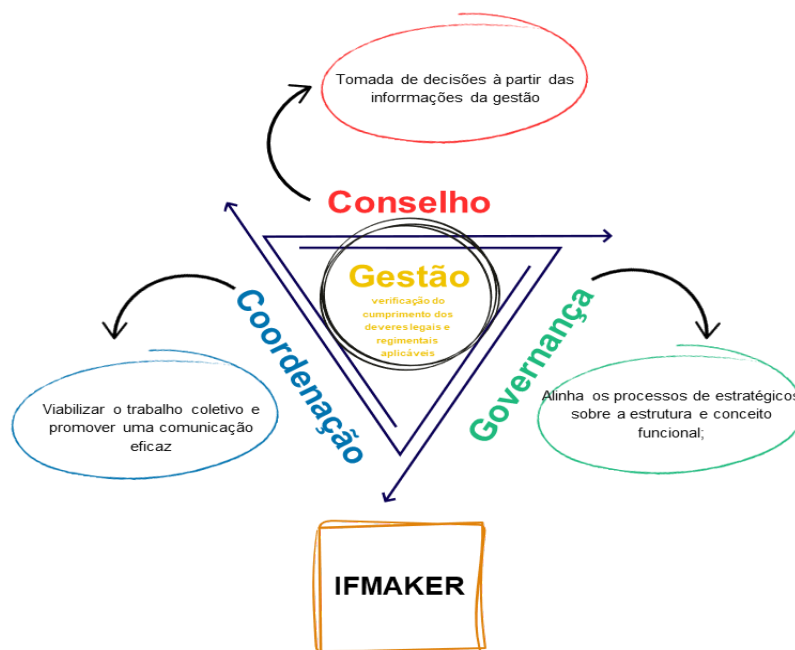 Tomada de decisões à partir das
inforrmações da gestão
Conselho
Gestão
verificação do
cumprimento dos
deveres legais e
regimentais
aplicáveis
Coordenação
Governança
Viabilizar o trabalho coletivo e
promover uma comunicação
eficaz
Alinha os processos de estratégicos
sobre a estrutura e conceito
funcional;
IFMAKER